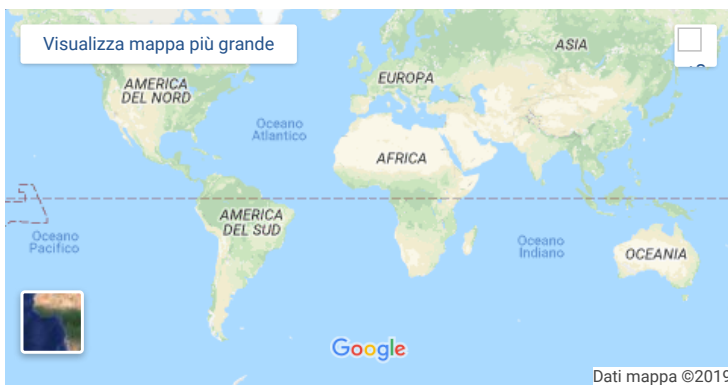 Visualizza mappa più grande
ASIA
EUROPA
AMERICA
DEL NORD
Oceano
Atlantico
AFRICA
AMERICA
DEL SUD
Oceano
Pacifico
Oceano
Indiano
OCEANIA
Google
Dati mappa ©2019